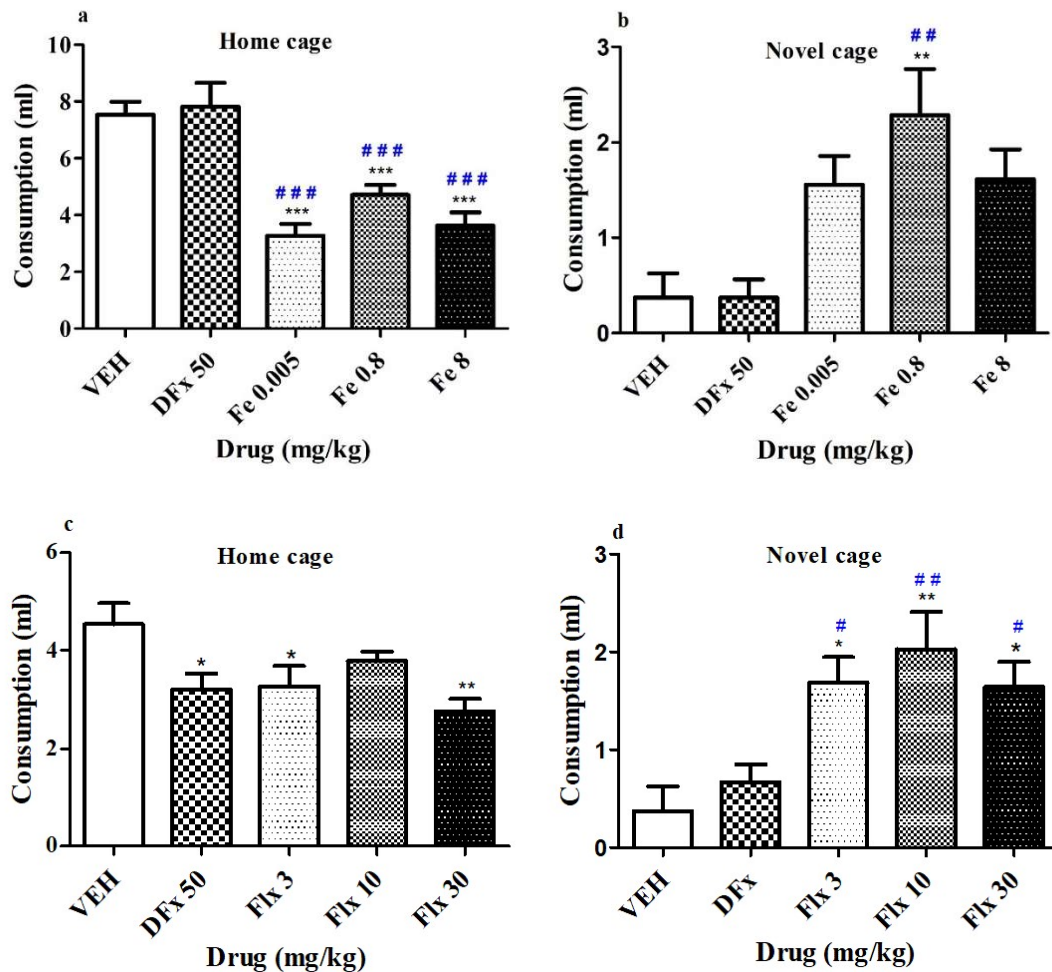 a
Home cage
Consumption (ml)
10
8
6
4
2
0
###
***
###
***
###
***
VEH
DFx 50
Fe 0.005
Fe 0.8
Fe 8
Drug (mg/kg)
b
Novel cage
Consumption (ml)
3
2
1
0
##
**
VEH
DFx 50
Fe 0.005
Fe 0.8
Fe 8
Drug (mg/kg)
c
Home cage
Consumption (ml)
6
4
2
0
*
*
**
VEH
DFx 50
Flx 3
Flx 10
Flx 30
Drug (mg/kg)
d
Novel cage
Consumption (ml)
3
2
1
0
#
*
##
**
#
*
VEH
DFx
Flx 3
Flx 10
Flx 30
Drug (mg/kg)